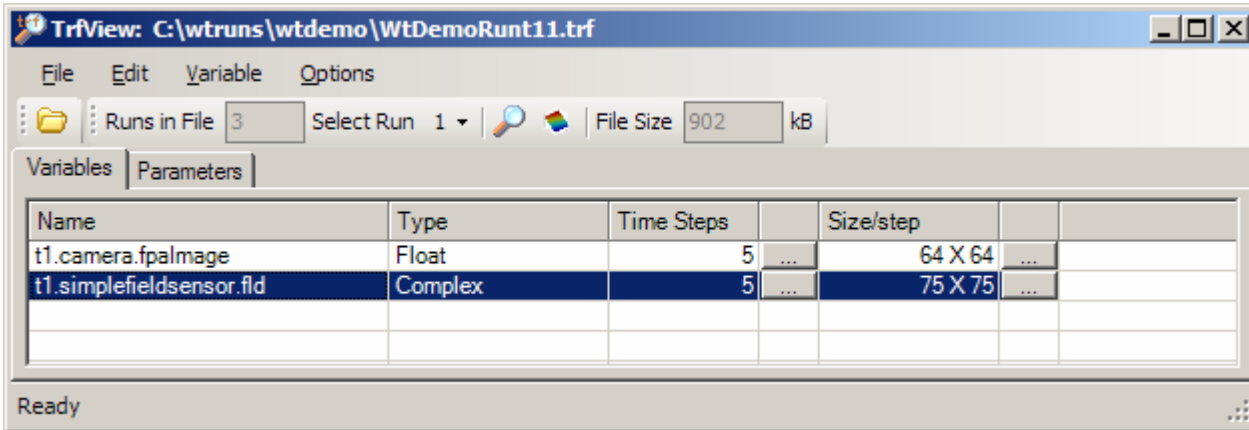 TrfView: C:\wtruns\wtdemo\WtDemoRunt11.trf
File Edit Variable Options
Runs in File 3 Select Run 1 File Size 902 kB
Variables Parameters
Name Type Time Steps Size/step
t1.camera.fpaImage Float 5 ... 64 X 64 ...
t1.simplefieldsensor.fld Complex 5 ... 75 X 75 ...
Ready